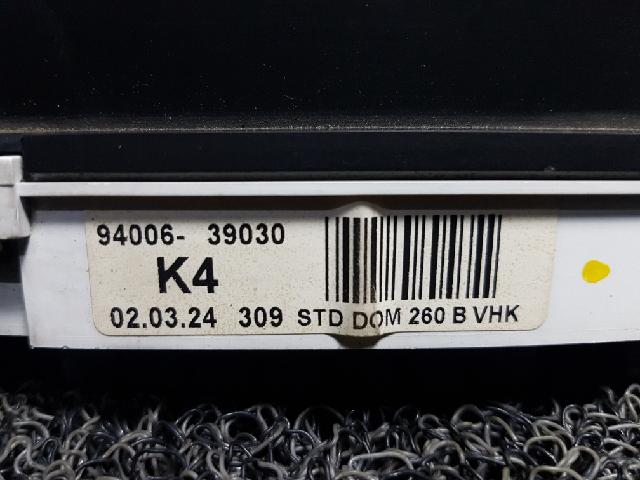 94006- 39030
K4
02.03.24 309 STD DOM 260 B VHK